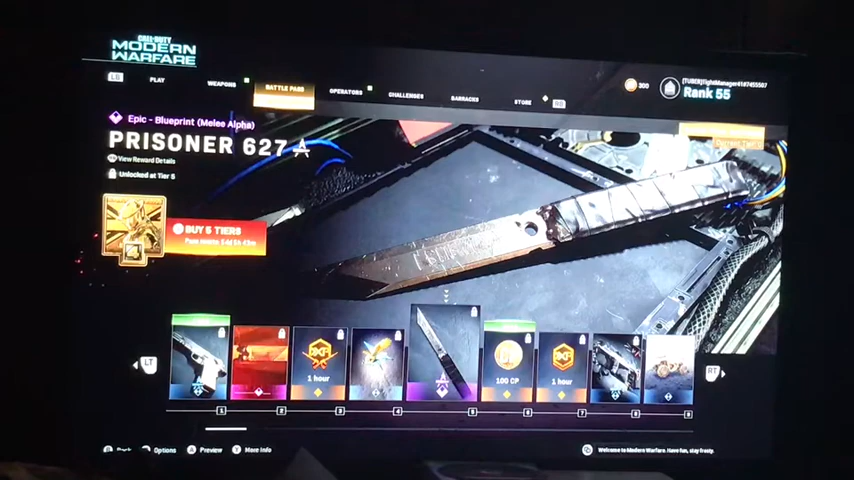 CALL OF DUTY
MODERN
WARFARE
LB
PLAY
WEAPONS
BATTLE PASS
OPERATORS
CHALLENGES
BARRACKS
STORE
RB
300
Rank 55
Epic - Blueprint (Melee Alpha)
PRISONER 627
View Reward Details
Unlocked at Tier 5
BUY 5 TIERS
LT
1 hour
100 CP
1 hour
RT
1
2
3
4
5
6
7
8
9
Back
Options
Preview
More Info
Welcome to Modern Warfare. Have fun, stay frosty.